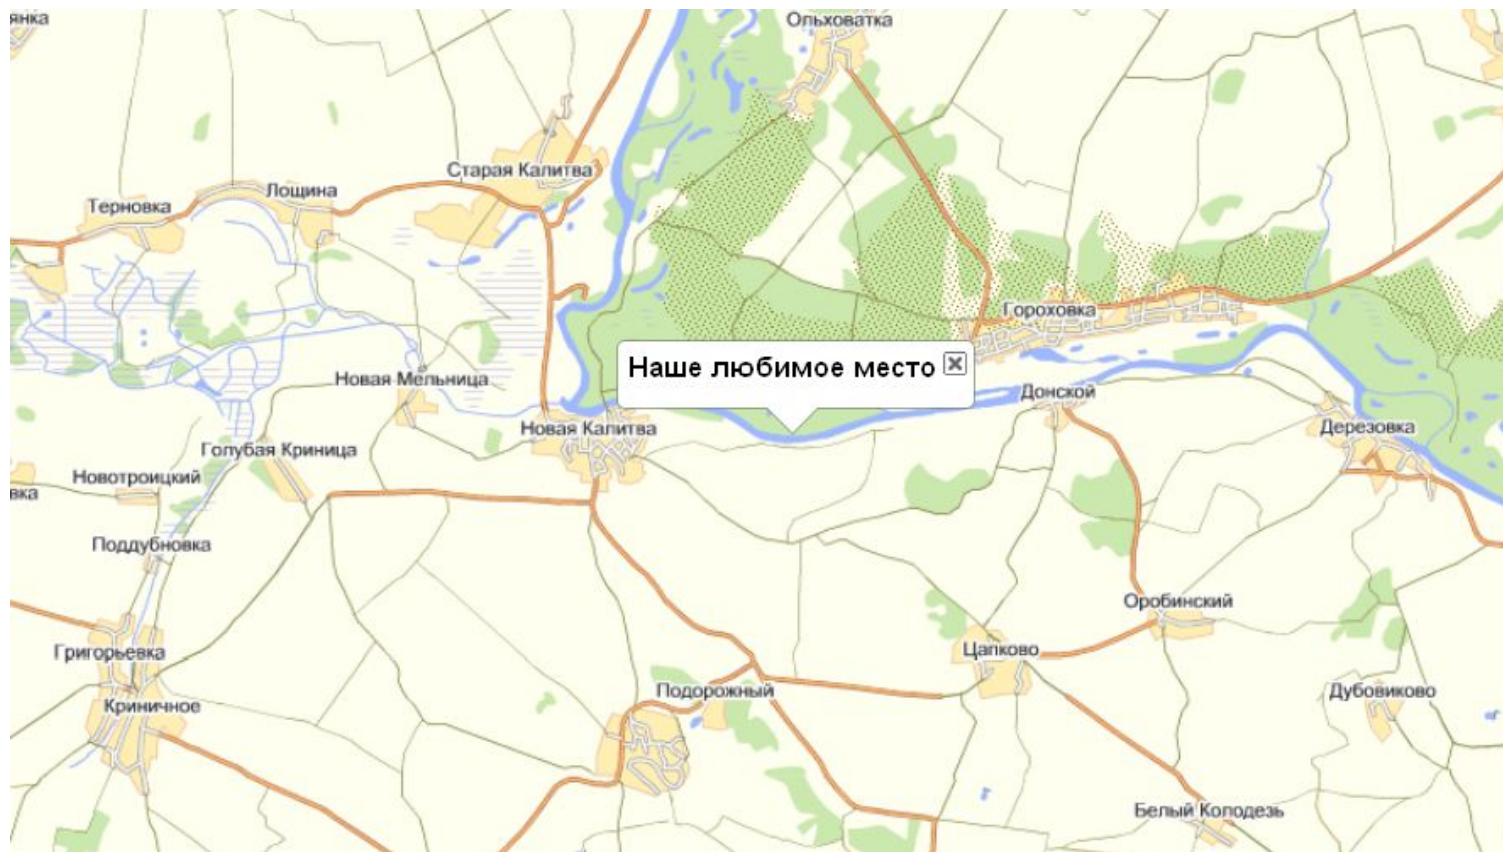 янка
Ольховатка
Старая Калитва
Лощина
Терновка
Гороховка
Наше любимое место
Новая Мельница
Донской
Новая Калитва
Дерезовка
Голубая Криница
Новотроицкий
вка
Поддубновка
Оробинский
Григорьевка
Цапково
Подорожный
Дубовиково
Криничное
Белый Колодезь